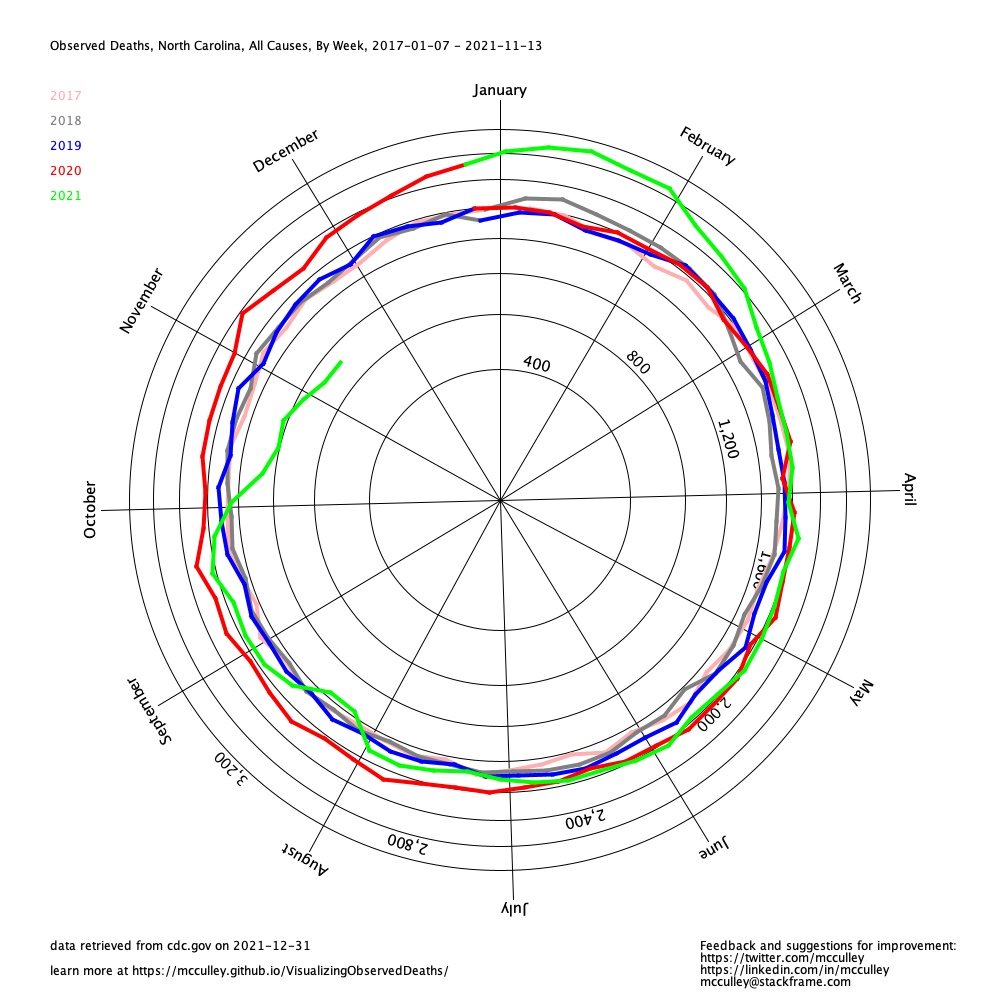 Observed Deaths, North Carolina, All Causes, By Week, 2017-01-07 - 2021-11-13
January
2017
2018
2019
2020
2021
February
December
March
November
400
800
1,200
April
October
1,600
May
September
2,000
3,200
2,400
2,800
June
August
July
data retrieved from cdc.gov on 2021-12-31
learn more at https://mcculley.github.io/VisualizingObservedDeaths/
Feedback and suggestions for improvement:
https://twitter.com/mcculley
https://linkedin.com/in/mcculley
mcculley@stackframe.com